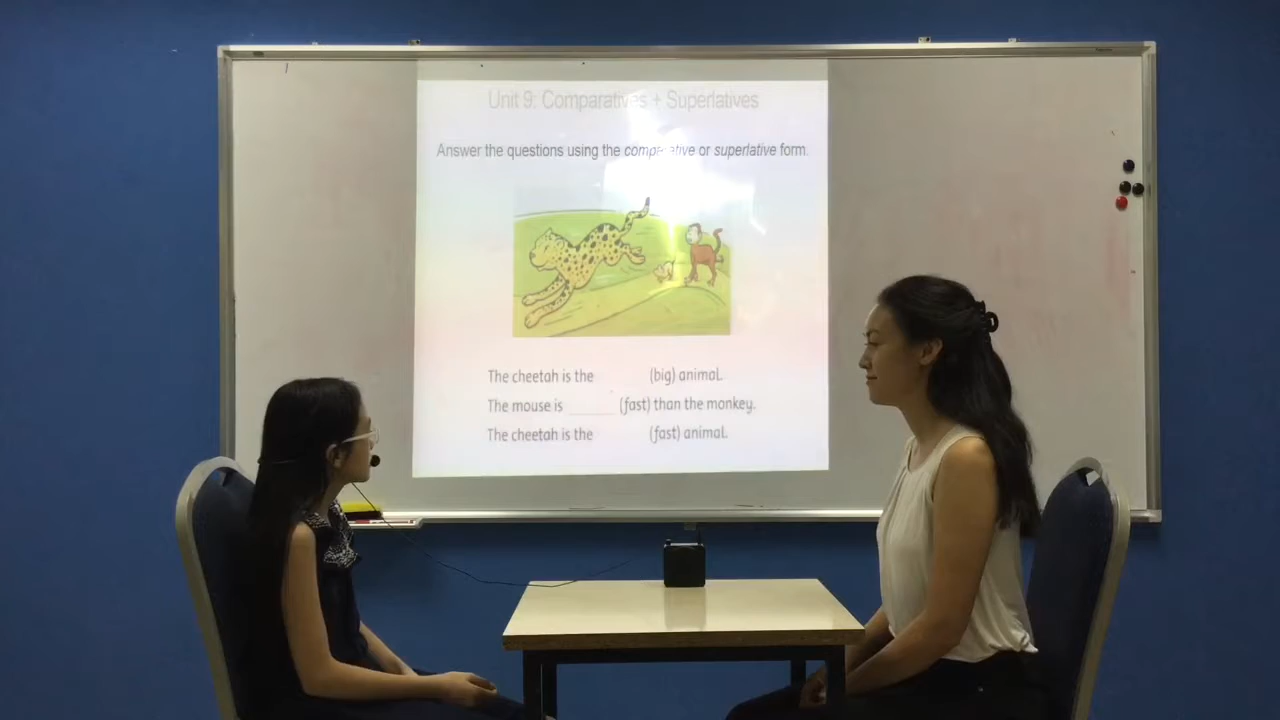 Unit 9: Comparatives + Superlatives
Answer the questions using the comparative or superlative form.
The cheetah is the (big) animal.
The mouse is ______ (fast) than the monkey.
The cheetah is the (fast) animal.